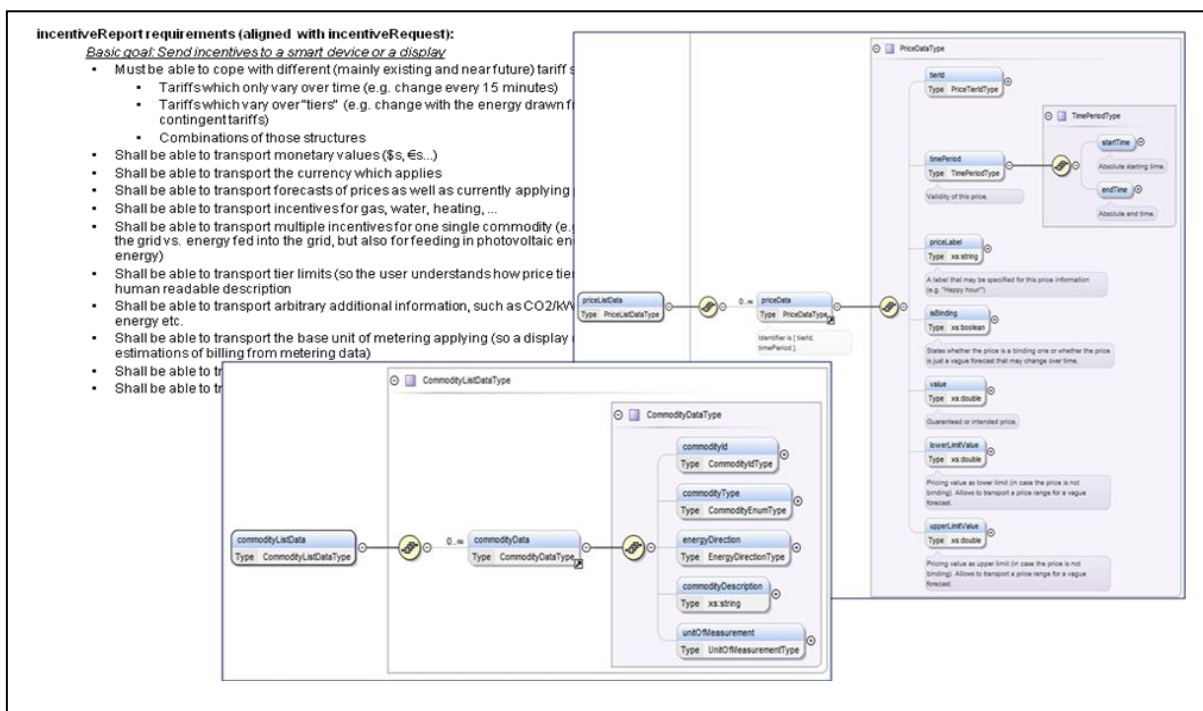 incentiveReport requirements (aligned with incentiveRequest):
Basic goal: Send incentives to a smart device or a display
▪ Must be able to cope with different (mainly existing and near future) tariff s
▪ Tariffs which only vary over time (e.g. change every 15 minutes)
▪ Tariffs which vary over "tiers" (e.g. change with the energy drawn fr
contingent tariffs)
▪ Combinations of those structures
▪ Shall be able to transport monetary values ($s, €s...)
▪ Shall be able to transport the currency which applies
▪ Shall be able to transport forecasts of prices as well as currently applying
▪ Shall be able to transport incentives for gas, water, heating, ...
▪ Shall be able to transport multiple incentives for one single commodity (e.g
the grid vs. energy fed into the grid, but also for feeding in photovoltaic en
energy)
▪ Shall be able to transport tier limits (so the user understands how price tie
human readable description
▪ Shall be able to transport arbitrary additional information, such as CO2/kW
energy etc.
▪ Shall be able to transport the base unit of metering applying (so a display
estimations of billing from metering data)
▪ Shall be able to tr
▪ Shall be able to tr
PriceDataType
tierId
Type PriceTierIdType
TimePeriodType
startTime
Absolute starting time.
endTime
Absolute end time.
timePeriod
Type TimePeriodType
Validity of this price.
priceLabel
Type xs:string
A label that may be specified for this price information
(e.g. "Happy hour!")
priceListData
Type PriceListDataType
0..∞
priceData
Type PriceDataType
Identifier is { tierId,
timePeriod }.
isBinding
Type xs:boolean
States whether the price is a binding one or whether the price
is just a vague forecast that may change over time.
value
Type xs:double
Guaranteed or intended price.
lowerLimitValue
Type xs:double
Pricing value as lower limit (in case the price is not
binding). Allows to transport a price range for a vague
forecast.
upperLimitValue
Type xs:double
Pricing value as upper limit (in case the price is not
binding). Allows to transport a price range for a vague
forecast.
CommodityListDataType
CommodityDataType
commodityId
Type CommodityIdType
commodityType
Type CommodityEnumType
commodityListData
Type CommodityListDataType
0..∞
commodityData
Type CommodityDataType
energyDirection
Type EnergyDirectionType
commodityDescription
Type xs:string
unitOfMeasurement
Type UnitOfMeasurementType